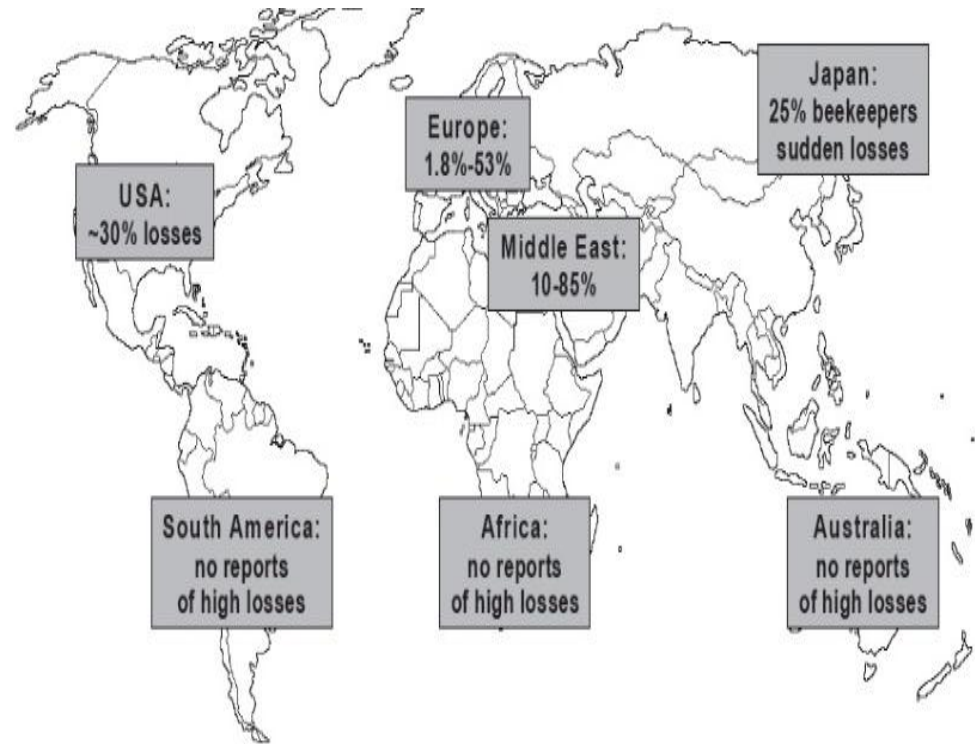 Japan:
25% beekeepers
sudden losses
Europe:
1.8%-53%
USA:
~30% losses
Middle East:
10-85%
South America:
no reports
of high losses
Africa:
no reports
of high losses
Australia:
no reports
of high losses